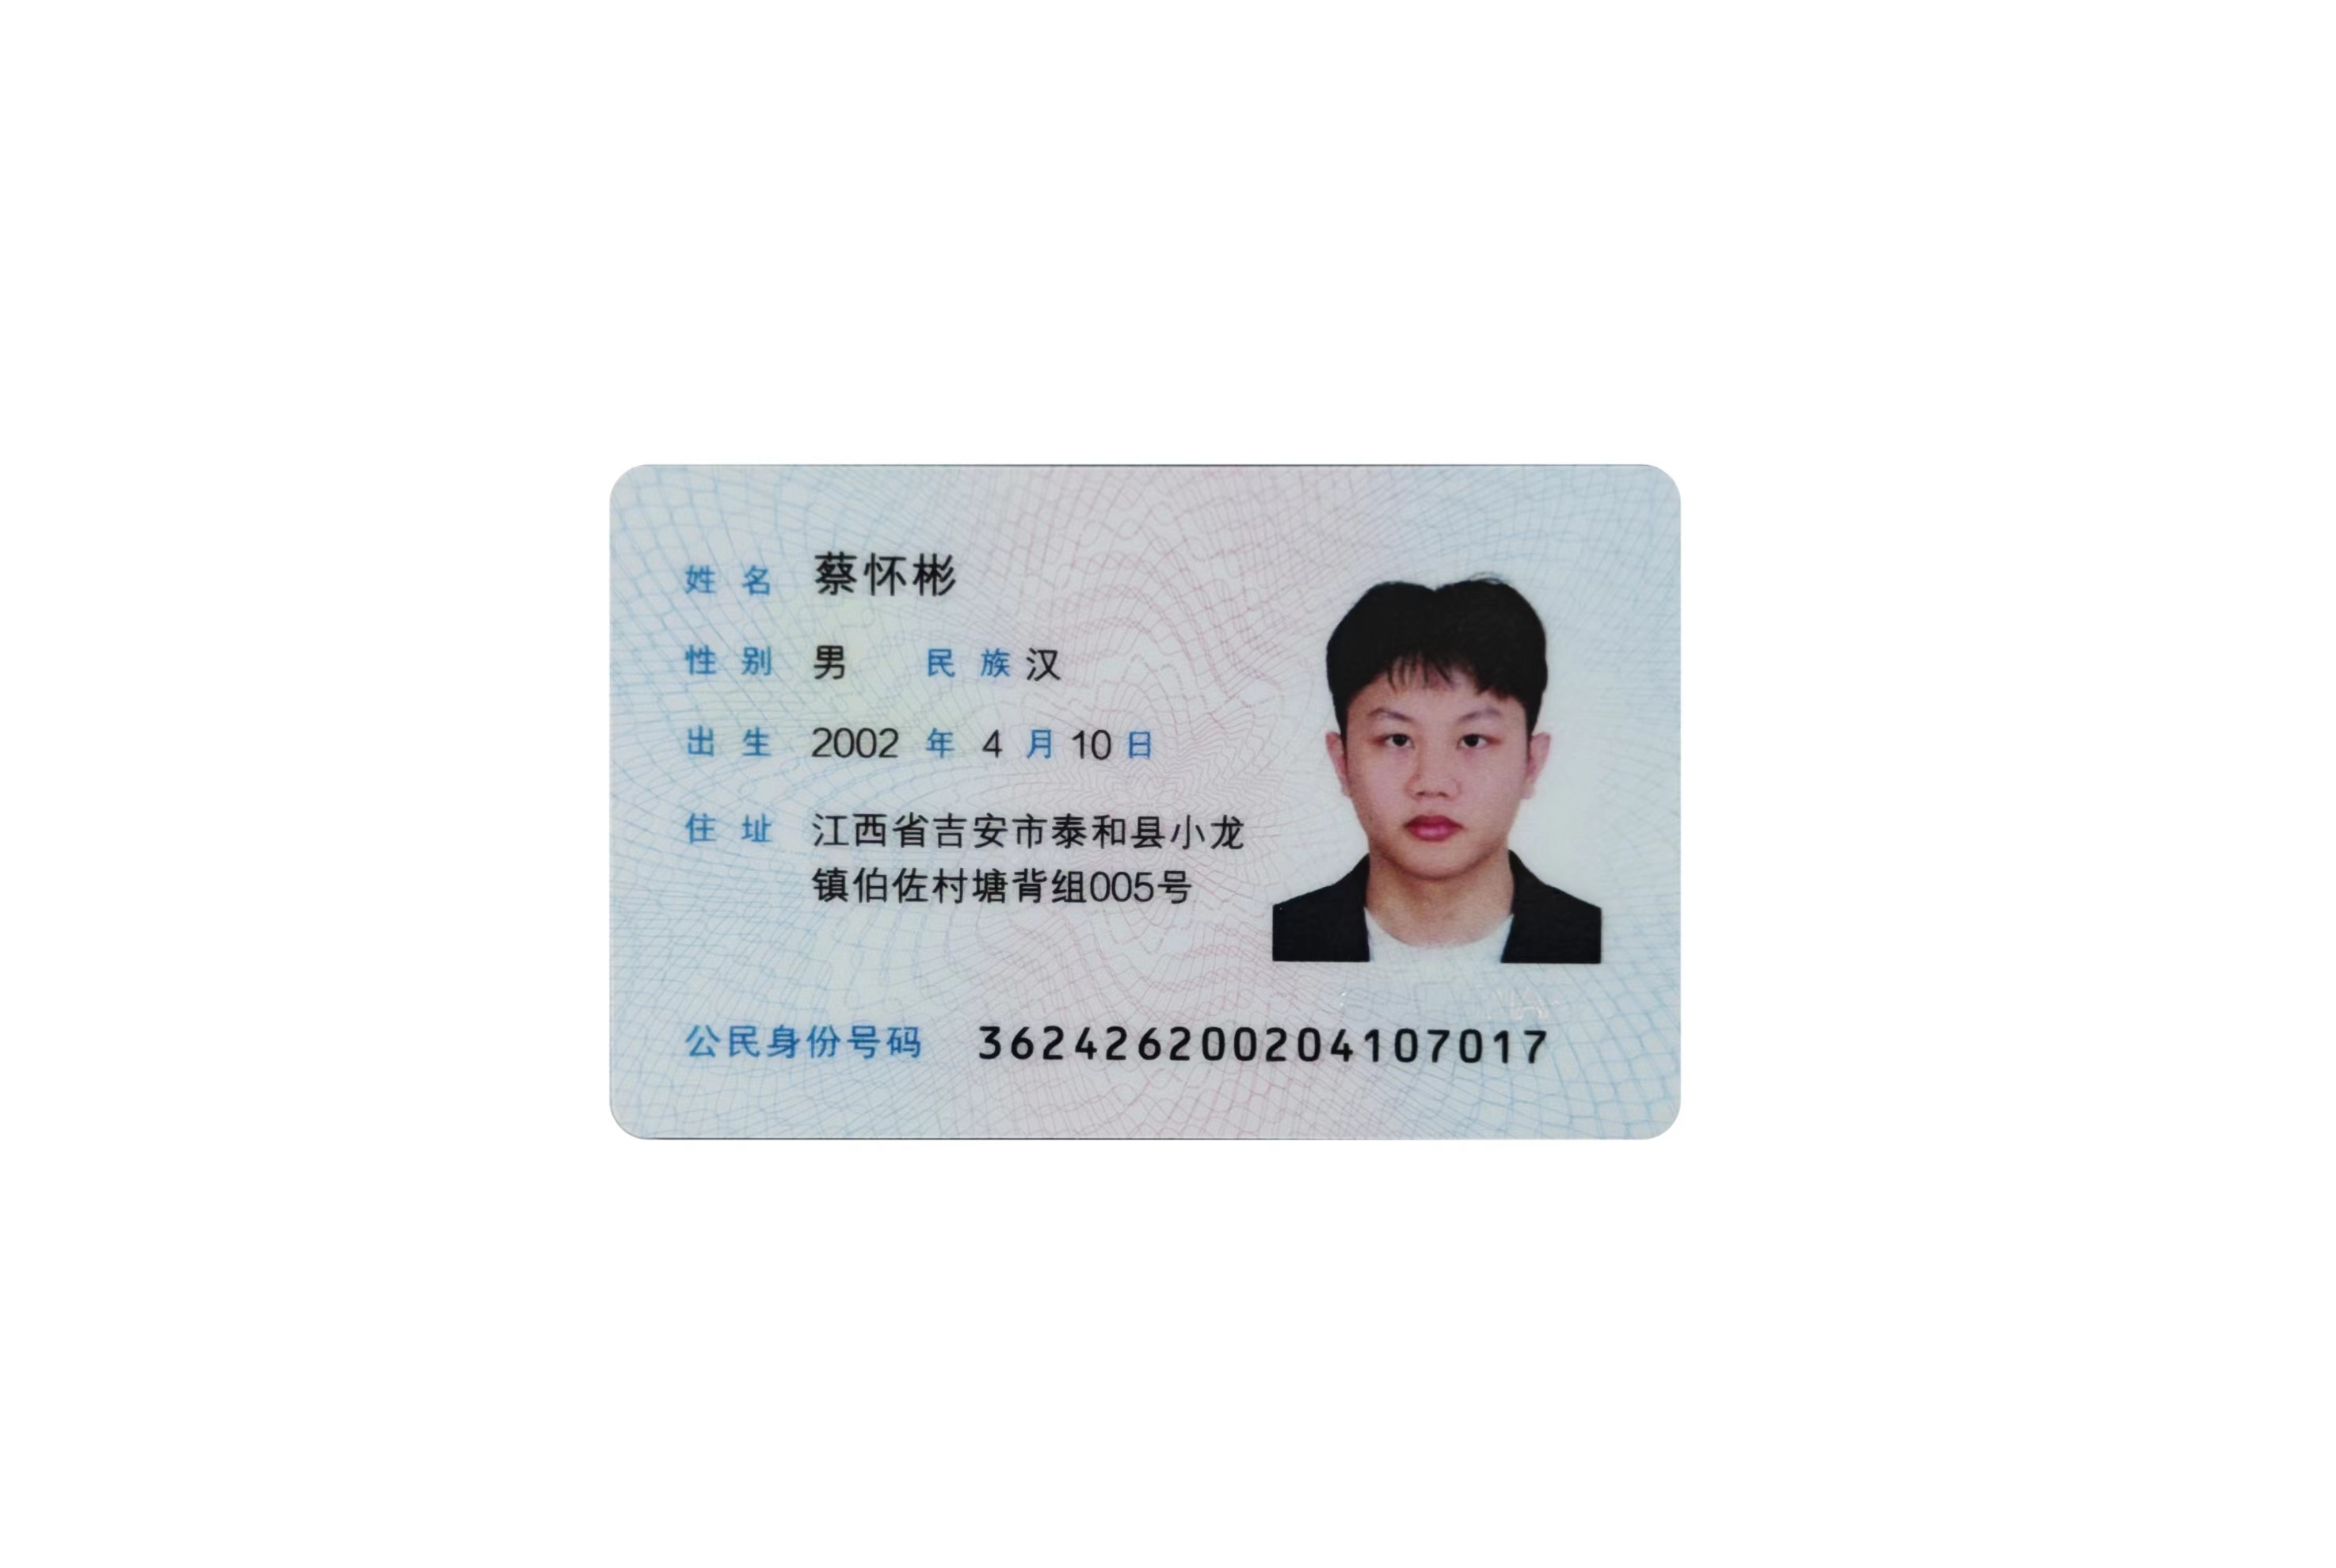 姓名 蔡怀彬
性别 男 民族 汉
出生 2002 年 4 月 10 日
住址 江西省吉安市泰和县小龙
镇伯佐村塘背组005号
公民身份号码 362426200204107017